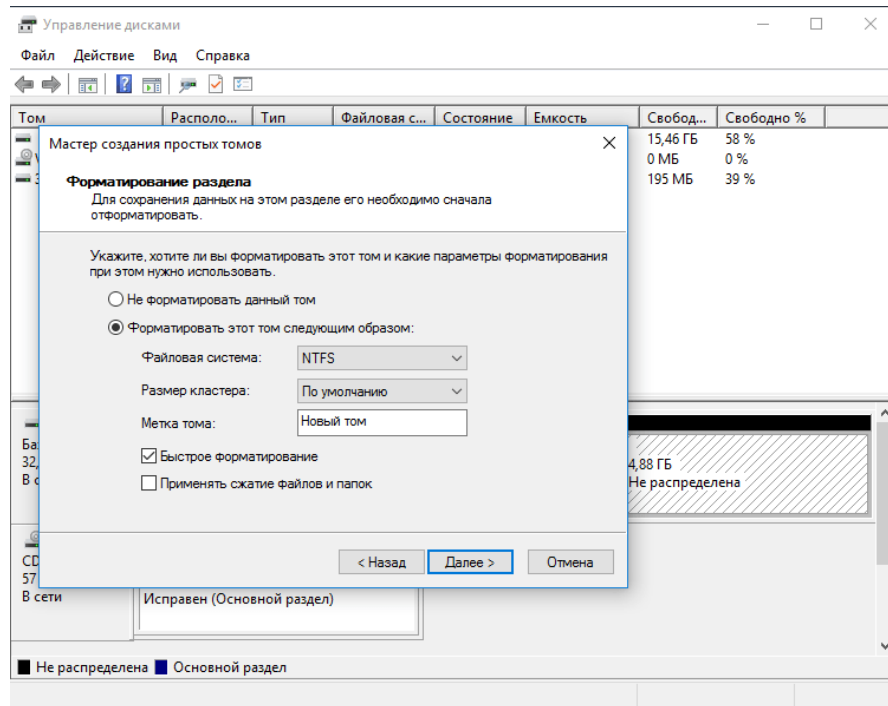 Управление дисками
Файл Действие Вид Справка
Том Располо... Тип Файловая с... Состояние Емкость Свобод... Свободно %
15,46 ГБ 58 %
0 МБ 0 %
195 МБ 39 %
Мастер создания простых томов
Форматирование раздела
Для сохранения данных на этом разделе его необходимо сначала
отформатировать.
Укажите, хотите ли вы форматировать этот том и какие параметры форматирования
при этом нужно использовать.
Не форматировать данный том
Форматировать этот том следующим образом:
Файловая система: NTFS
Размер кластера: По умолчанию
Метка тома: Новый том
Быстрое форматирование
Применять сжатие файлов и папок
< Назад Далее > Отмена
Ба
32,
В с
4,88 ГБ
Не распределена
CD
57
В сети
Исправен (Основной раздел)
Не распределена Основной раздел